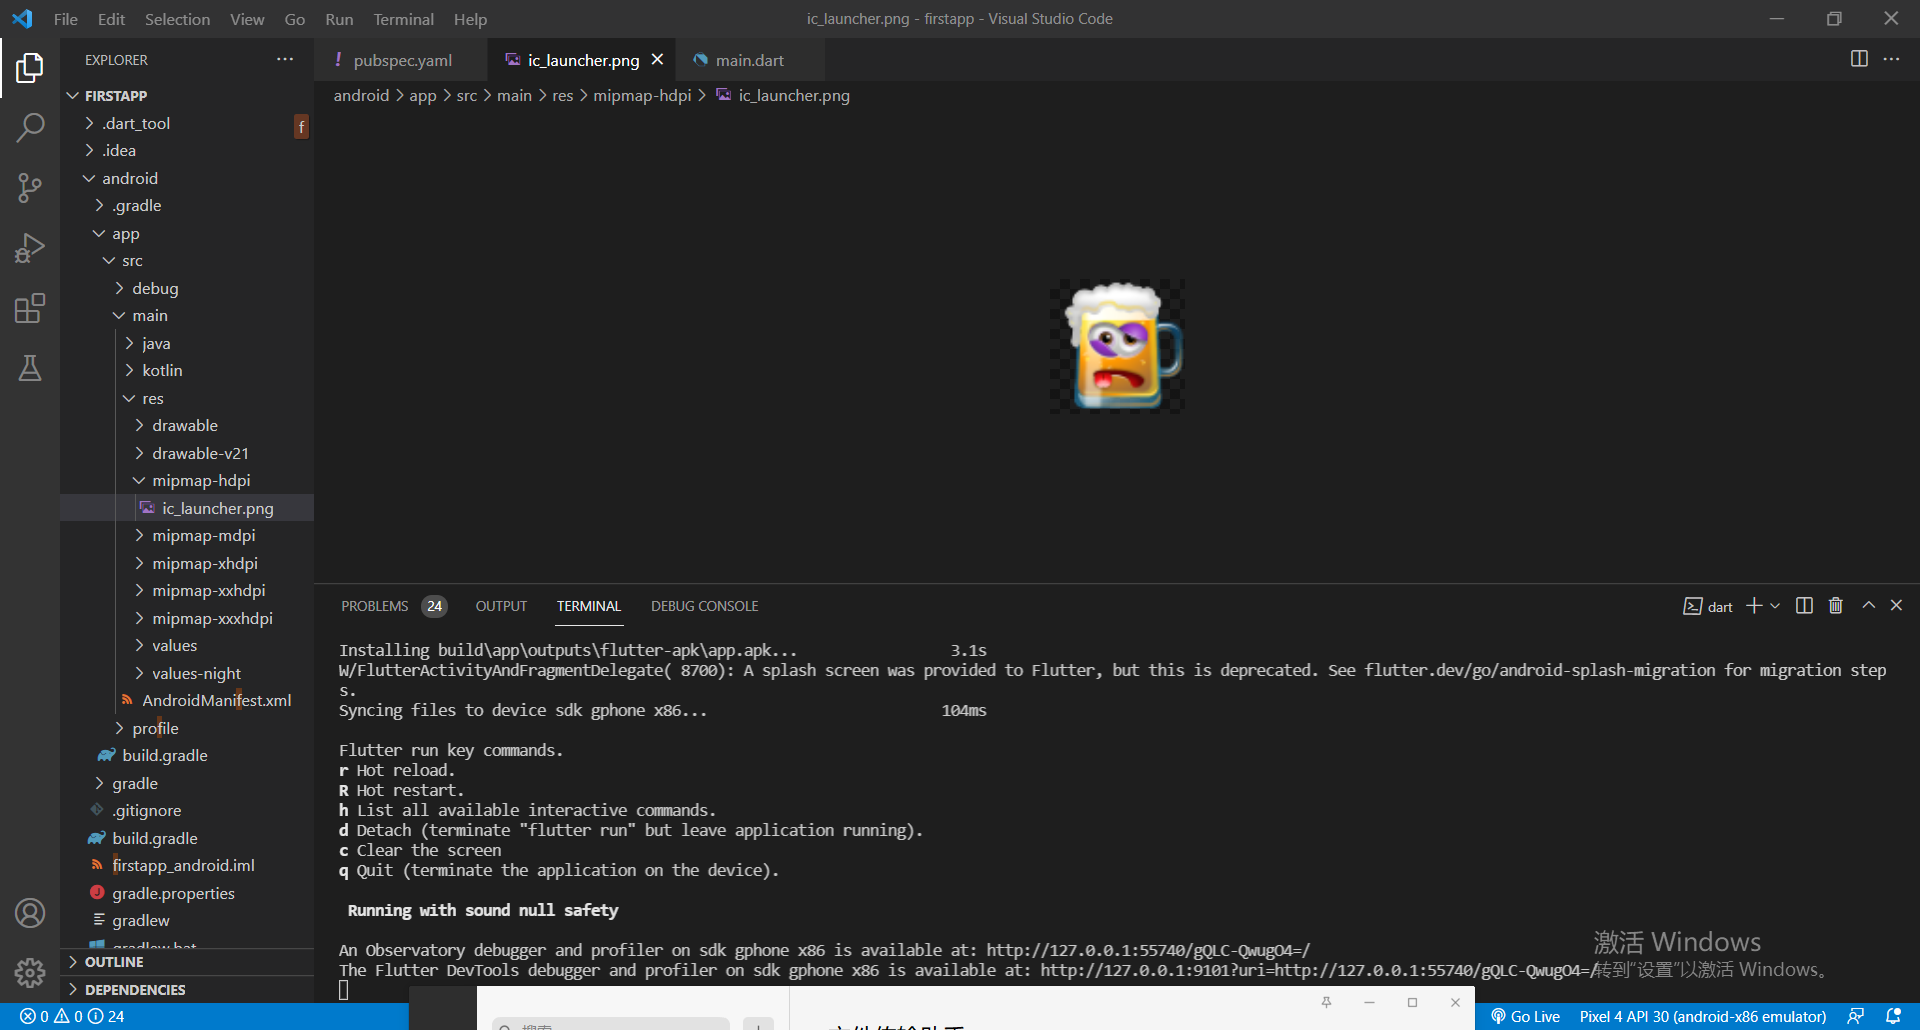 File Edit Selection View Go Run Terminal Help
ic_launcher.png - firstapp - Visual Studio Code
EXPLORER
FIRSTAPP
.dart_tool
f
.idea
android
.gradle
app
src
debug
main
java
kotlin
res
drawable
drawable-v21
mipmap-hdpi
ic_launcher.png
mipmap-mdpi
mipmap-xhdpi
mipmap-xxhdpi
mipmap-xxxhdpi
values
values-night
AndroidManifest.xml
profile
build.gradle
gradle
.gitignore
build.gradle
firstapp_android.iml
gradle.properties
gradlew
gradlew.bat
OUTLINE
DEPENDENCIES
! pubspec.yaml ic_launcher.png main.dart
android > app > src > main > res > mipmap-hdpi > ic_launcher.png
PROBLEMS 24 OUTPUT TERMINAL DEBUG CONSOLE
dart
Installing build\app\outputs\flutter-apk\app.apk... 3.1s
W/FlutterActivityAndFragmentDelegate( 8700): A splash screen was provided to Flutter, but this is deprecated. See flutter.dev/go/android-splash-migration for migration step
s.
Syncing files to device sdk gphone x86... 104ms
Flutter run key commands.
r Hot reload.
R Hot restart.
h List all available interactive commands.
d Detach (terminate "flutter run" but leave application running).
c Clear the screen
q Quit (terminate the application on the device).
Running with sound null safety
An Observatory debugger and profiler on sdk gphone x86 is available at: http://127.0.0.1:55740/gQLC-QwugO4=/
The Flutter DevTools debugger and profiler on sdk gphone x86 is available at: http://127.0.0.1:9101?uri=http://127.0.0.1:55740/gQLC-QwugO4=/
激活 Windows
转到“设置”以激活 Windows。
搜索
文件传输助手
0 0 24
Go Live Pixel 4 API 30 (android-x86 emulator)